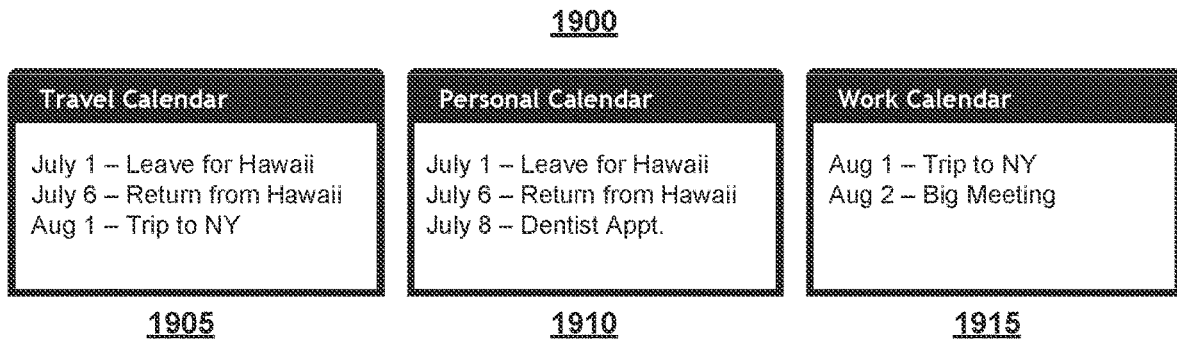 1900
Travel Calendar
July 1 – Leave for Hawaii
July 6 – Return from Hawaii
Aug 1 – Trip to NY
1905
Personal Calendar
July 1 – Leave for Hawaii
July 6 – Return from Hawaii
July 8 – Dentist Appt.
1910
Work Calendar
Aug 1 – Trip to NY
Aug 2 – Big Meeting
1915